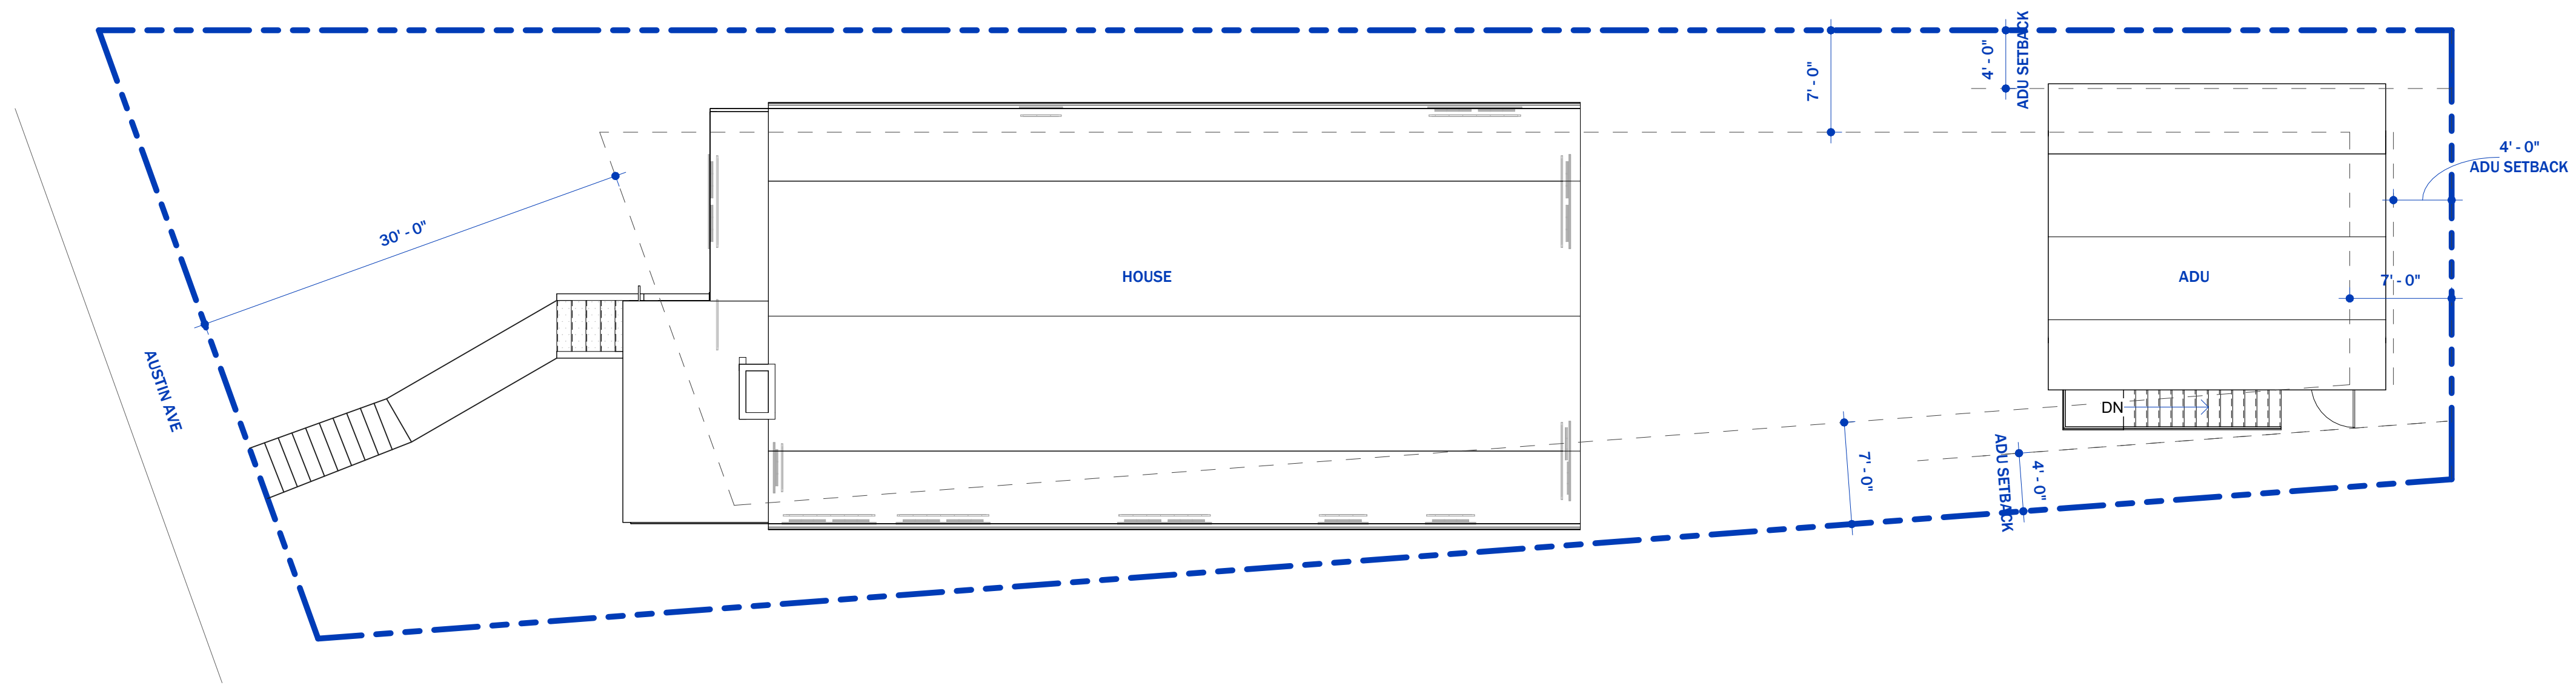 ADU SETBACK
4' - 0"
7' - 0"
4' - 0"
ADU SETBACK
30' - 0"
HOUSE
ADU
7' - 0"
AUSTIN AVE
DN
7' - 0"
ADU SETBACK
4' - 0"